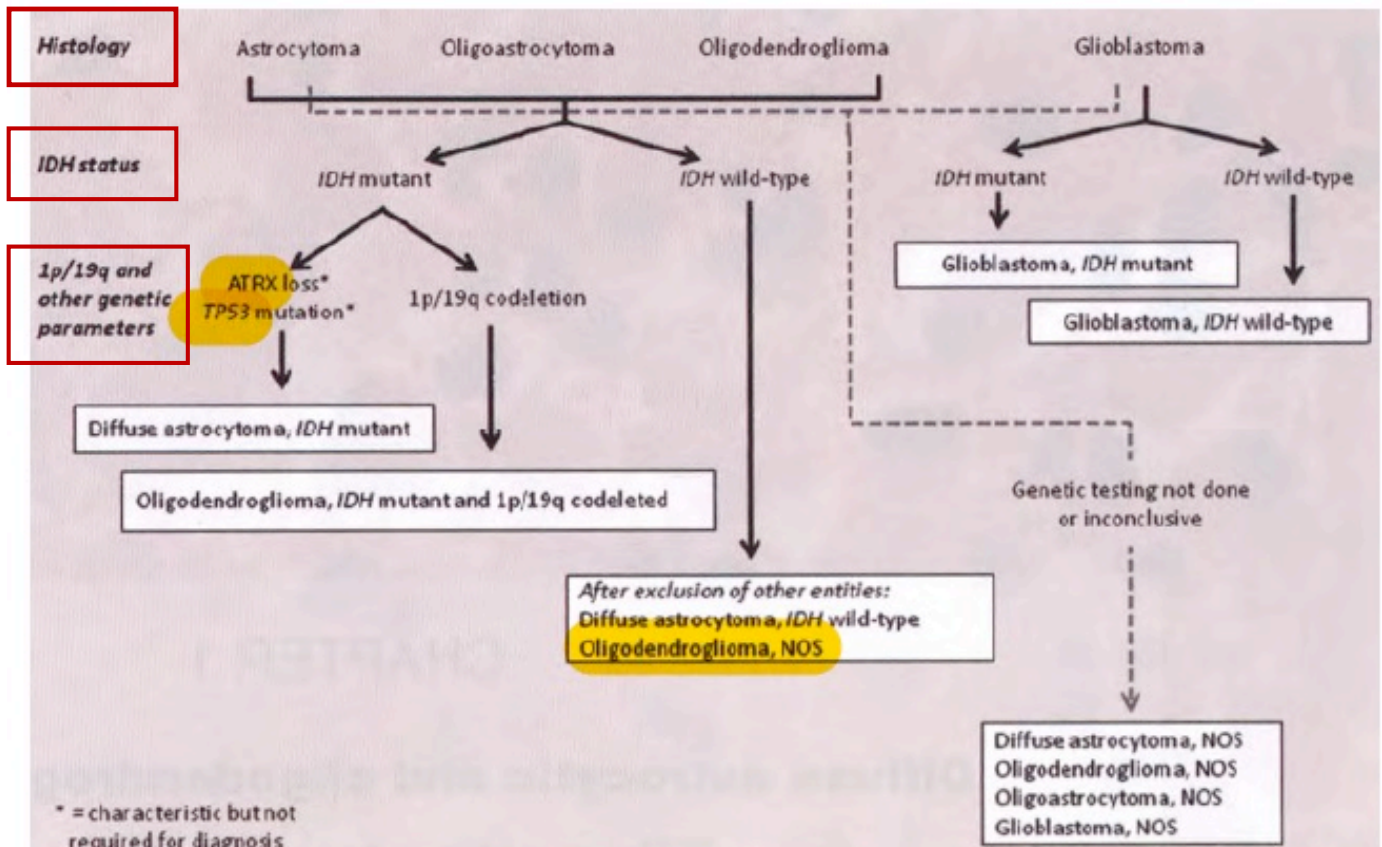 Histology
Astrocytoma
Oligoastrocytoma
Oligodendroglioma
Glioblastoma
IDH status
IDH mutant
IDH wild-type
IDH mutant
IDH wild-type
1p/19q and
other genetic
parameters
ATRX loss*
TP53 mutation*
1p/19q codeletion
Glioblastoma, IDH mutant
Glioblastoma, IDH wild-type
Diffuse astrocytoma, IDH mutant
Oligodendroglioma, IDH mutant and 1p/19q codeleted
Genetic testing not done
or inconclusive
After exclusion of other entities:
Diffuse astrocytoma, IDH wild-type
Oligodendroglioma, NOS
Diffuse astrocytoma, NOS
Oligodendroglioma, NOS
Oligoastrocytoma, NOS
Glioblastoma, NOS
* = characteristic but not
required for diagnosis
CHAPTER 1